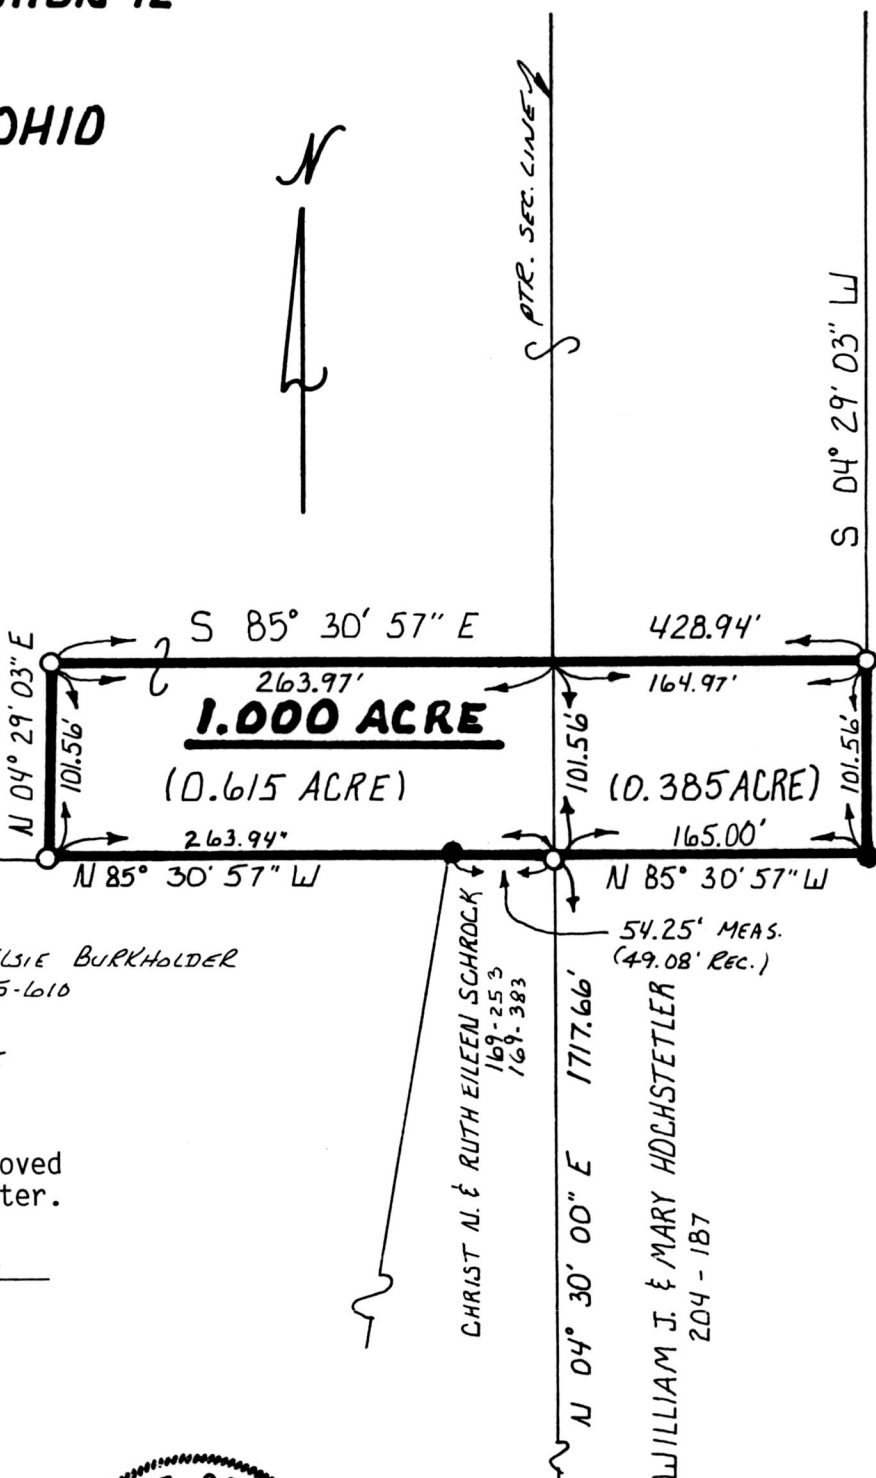 OHIO
N
QTR. SEC. LINE
S 04° 29' 03" W
S 85° 30' 57" E
428.94'
N 04° 29' 03" E
263.97'
164.97'
1.000 ACRE
101.56'
101.56'
101.56'
(0.615 ACRE)
(0.385 ACRE)
263.94"
165.00'
N 85° 30' 57" W
N 85° 30' 57" W
54.25' MEAS.
(49.08' REC.)
BURKHOLDER
5-610
CHRIST N. & RUTH EILEEN SCHROCK
169-253
169-383
N 04° 30' 00" E 1717.66'
WILLIAM J. & MARY HOCHSTETLER
204-187
oved
ter.